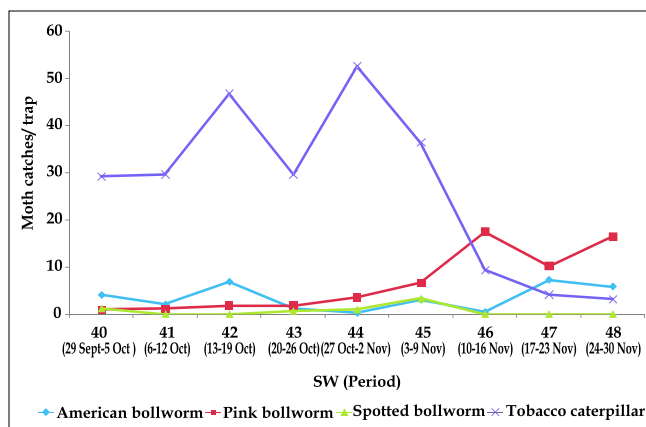 Moth catches/ trap
60
50
40
30
20
10
0
40 41 42 43 44 45 46 47 48
(29 Sept-5 Oct ) (6-12 Oct) (13-19 Oct) (20-26 Oct) (27 Oct-2 Nov) (3-9 Nov) (10-16 Nov) (17-23 Nov) (24-30 Nov)
SW (Period)
American bollworm Pink bollworm Spotted bollworm Tobacco caterpillar